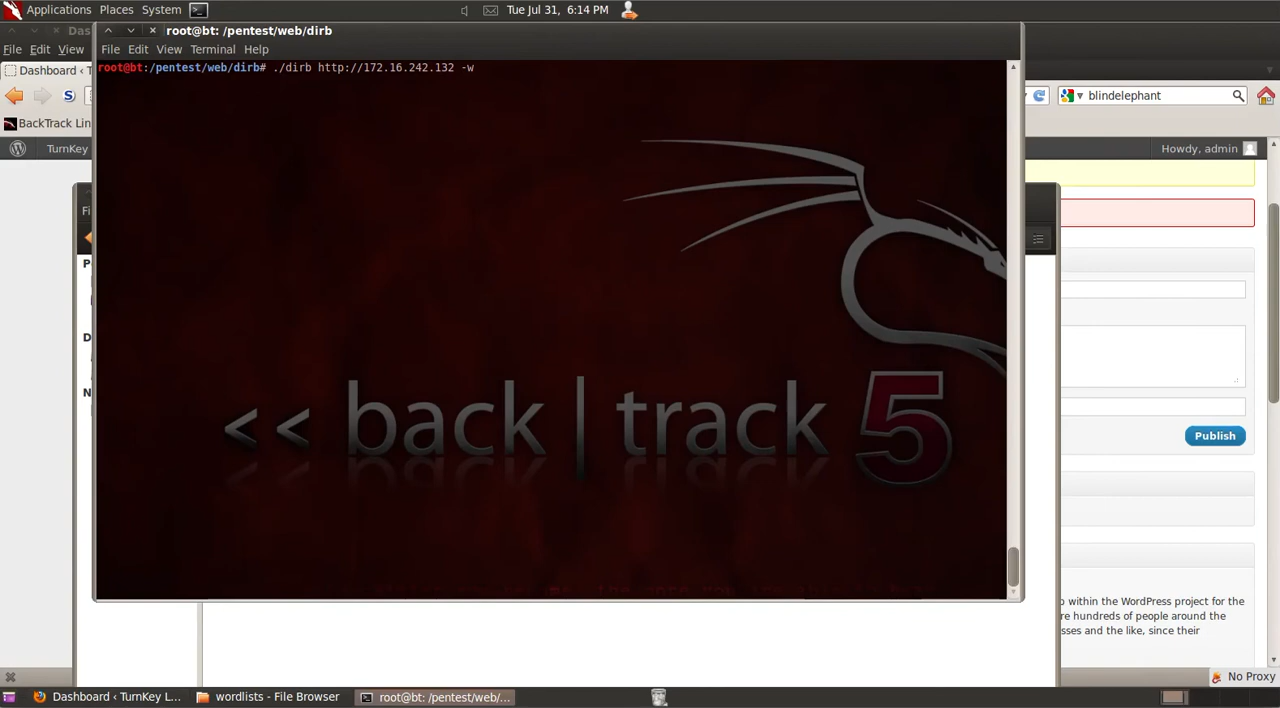 Applications Places System
Tue Jul 31, 6:14 PM
root@bt: /pentest/web/dirb
Das
File Edit View
File Edit View Terminal Help
Dashboard ‹ T
root@bt:/pentest/web/dirb# ./dirb http://172.16.242.132 -w
S
blindelephant
BackTrack Lin
TurnKey
Howdy, admin
Fi
P
D
N
<< back | track 5
Publish
within the WordPress project for the
re hundreds of people around the
sses and the like, since their
No Proxy
Dashboard ‹ TurnKey L...
wordlists - File Browser
root@bt: /pentest/web/...